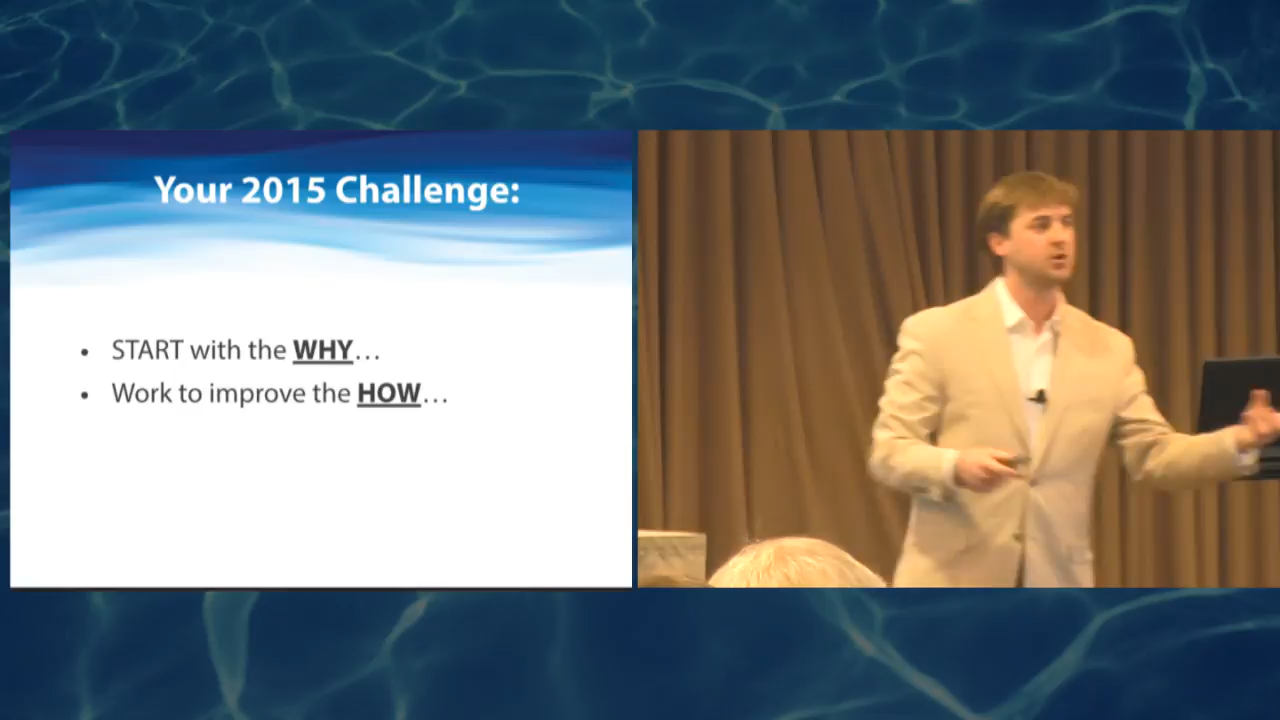 Your 2015 Challenge:
• START with the WHY…
• Work to improve the HOW…